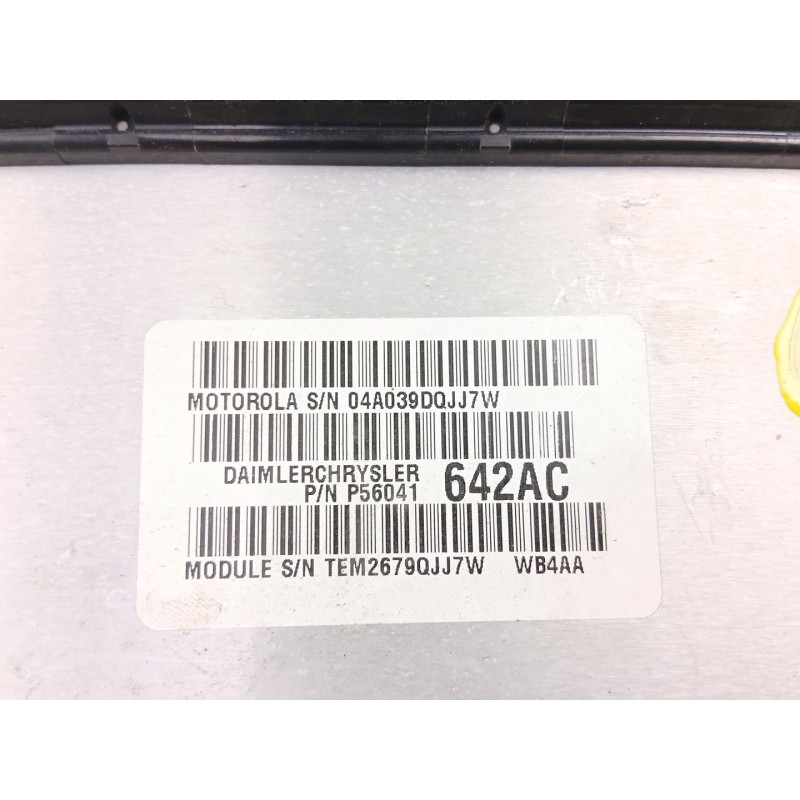 MOTOROLA S/N 04A039DQJJ7W
DAIMLERCHRYSLER
P/N P56041 642AC
MODULE S/N TEM2679QJJ7W WB4AA